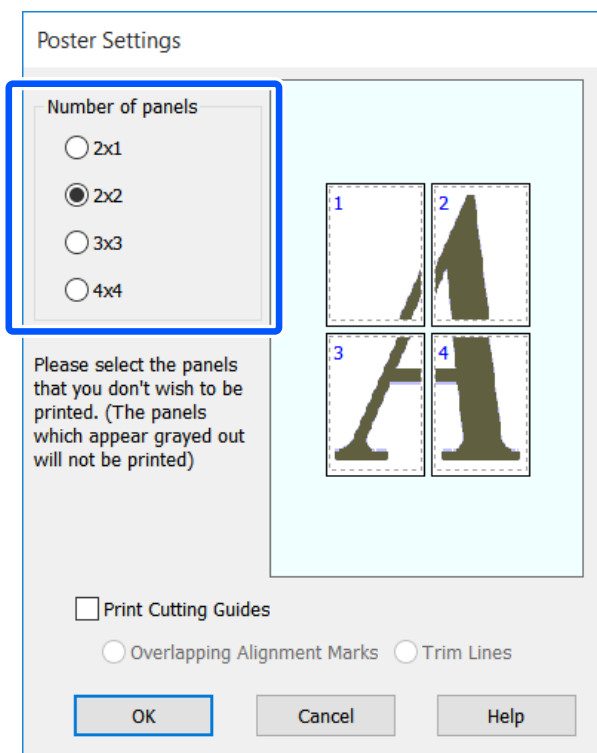 Poster Settings
Number of panels
2x1
2x2
3x3
4x4
1 2
3 4
Please select the panels
that you don't wish to be
printed. (The panels
which appear grayed out
will not be printed)
Print Cutting Guides
Overlapping Alignment Marks Trim Lines
OK Cancel Help